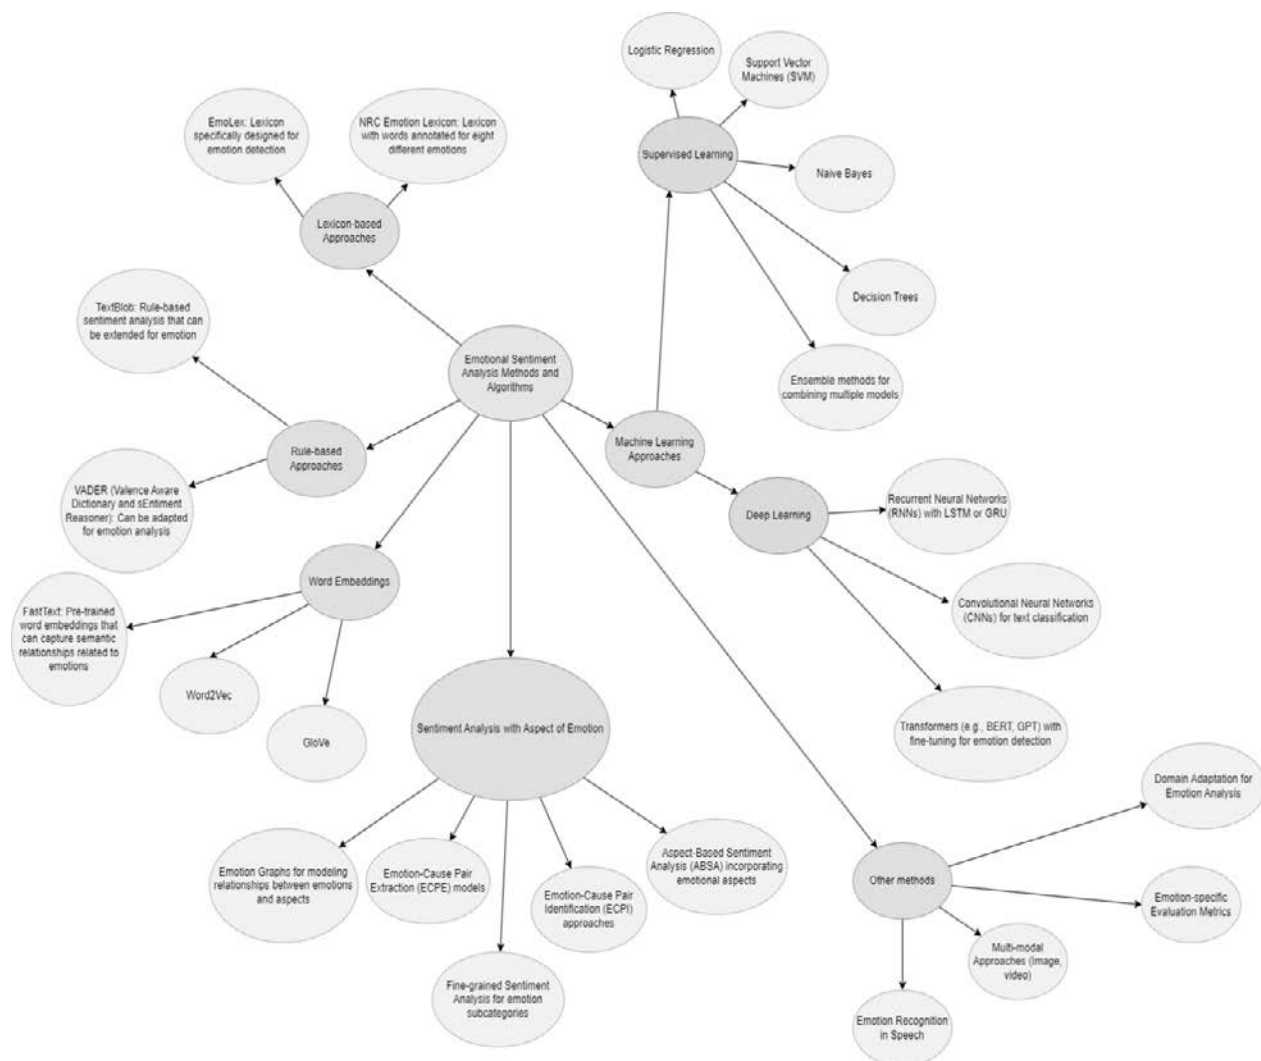 Logistic Regression
Support Vector
Machines (SVM)
EmoLex: Lexicon
specifically designed for
emotion detection
NRC Emotion Lexicon: Lexicon
with words annotated for eight
different emotions
Supervised Learning
Naive Bayes
Lexicon-based
Approaches
TextBlob: Rule-based
sentiment analysis that can
be extended for emotion
Decision Trees
Emotional Sentiment
Analysis Methods and
Algorithms
Ensemble methods for
combining multiple models
Rule-based
Approaches
Machine Learning
Approaches
VADER (Valence Aware
Dictionary and sEntiment
Reasoner): Can be adapted
for emotion analysis
Deep Learning
Recurrent Neural Networks
(RNNs) with LSTM or GRU
Word Embeddings
Convolutional Neural Networks
(CNNs) for text classification
FastText: Pre-trained
word embeddings that
can capture semantic
relationships related to
emotions
Word2Vec
GloVe
Sentiment Analysis with Aspect of Emotion
Transformers (e.g., BERT, GPT) with
fine-tuning for emotion detection
Domain Adaptation for
Emotion Analysis
Emotion Graphs for modeling
relationships between emotions
and aspects
Emotion-Cause Pair
Extraction (ECPE) models
Emotion-Cause Pair
Identification (ECPI)
approaches
Aspect-Based Sentiment
Analysis (ABSA) incorporating
emotional aspects
Other methods
Emotion-specific
Evaluation Metrics
Multi-modal
Approaches (Image,
video)
Fine-grained Sentiment
Analysis for emotion
subcategories
Emotion Recognition
in Speech